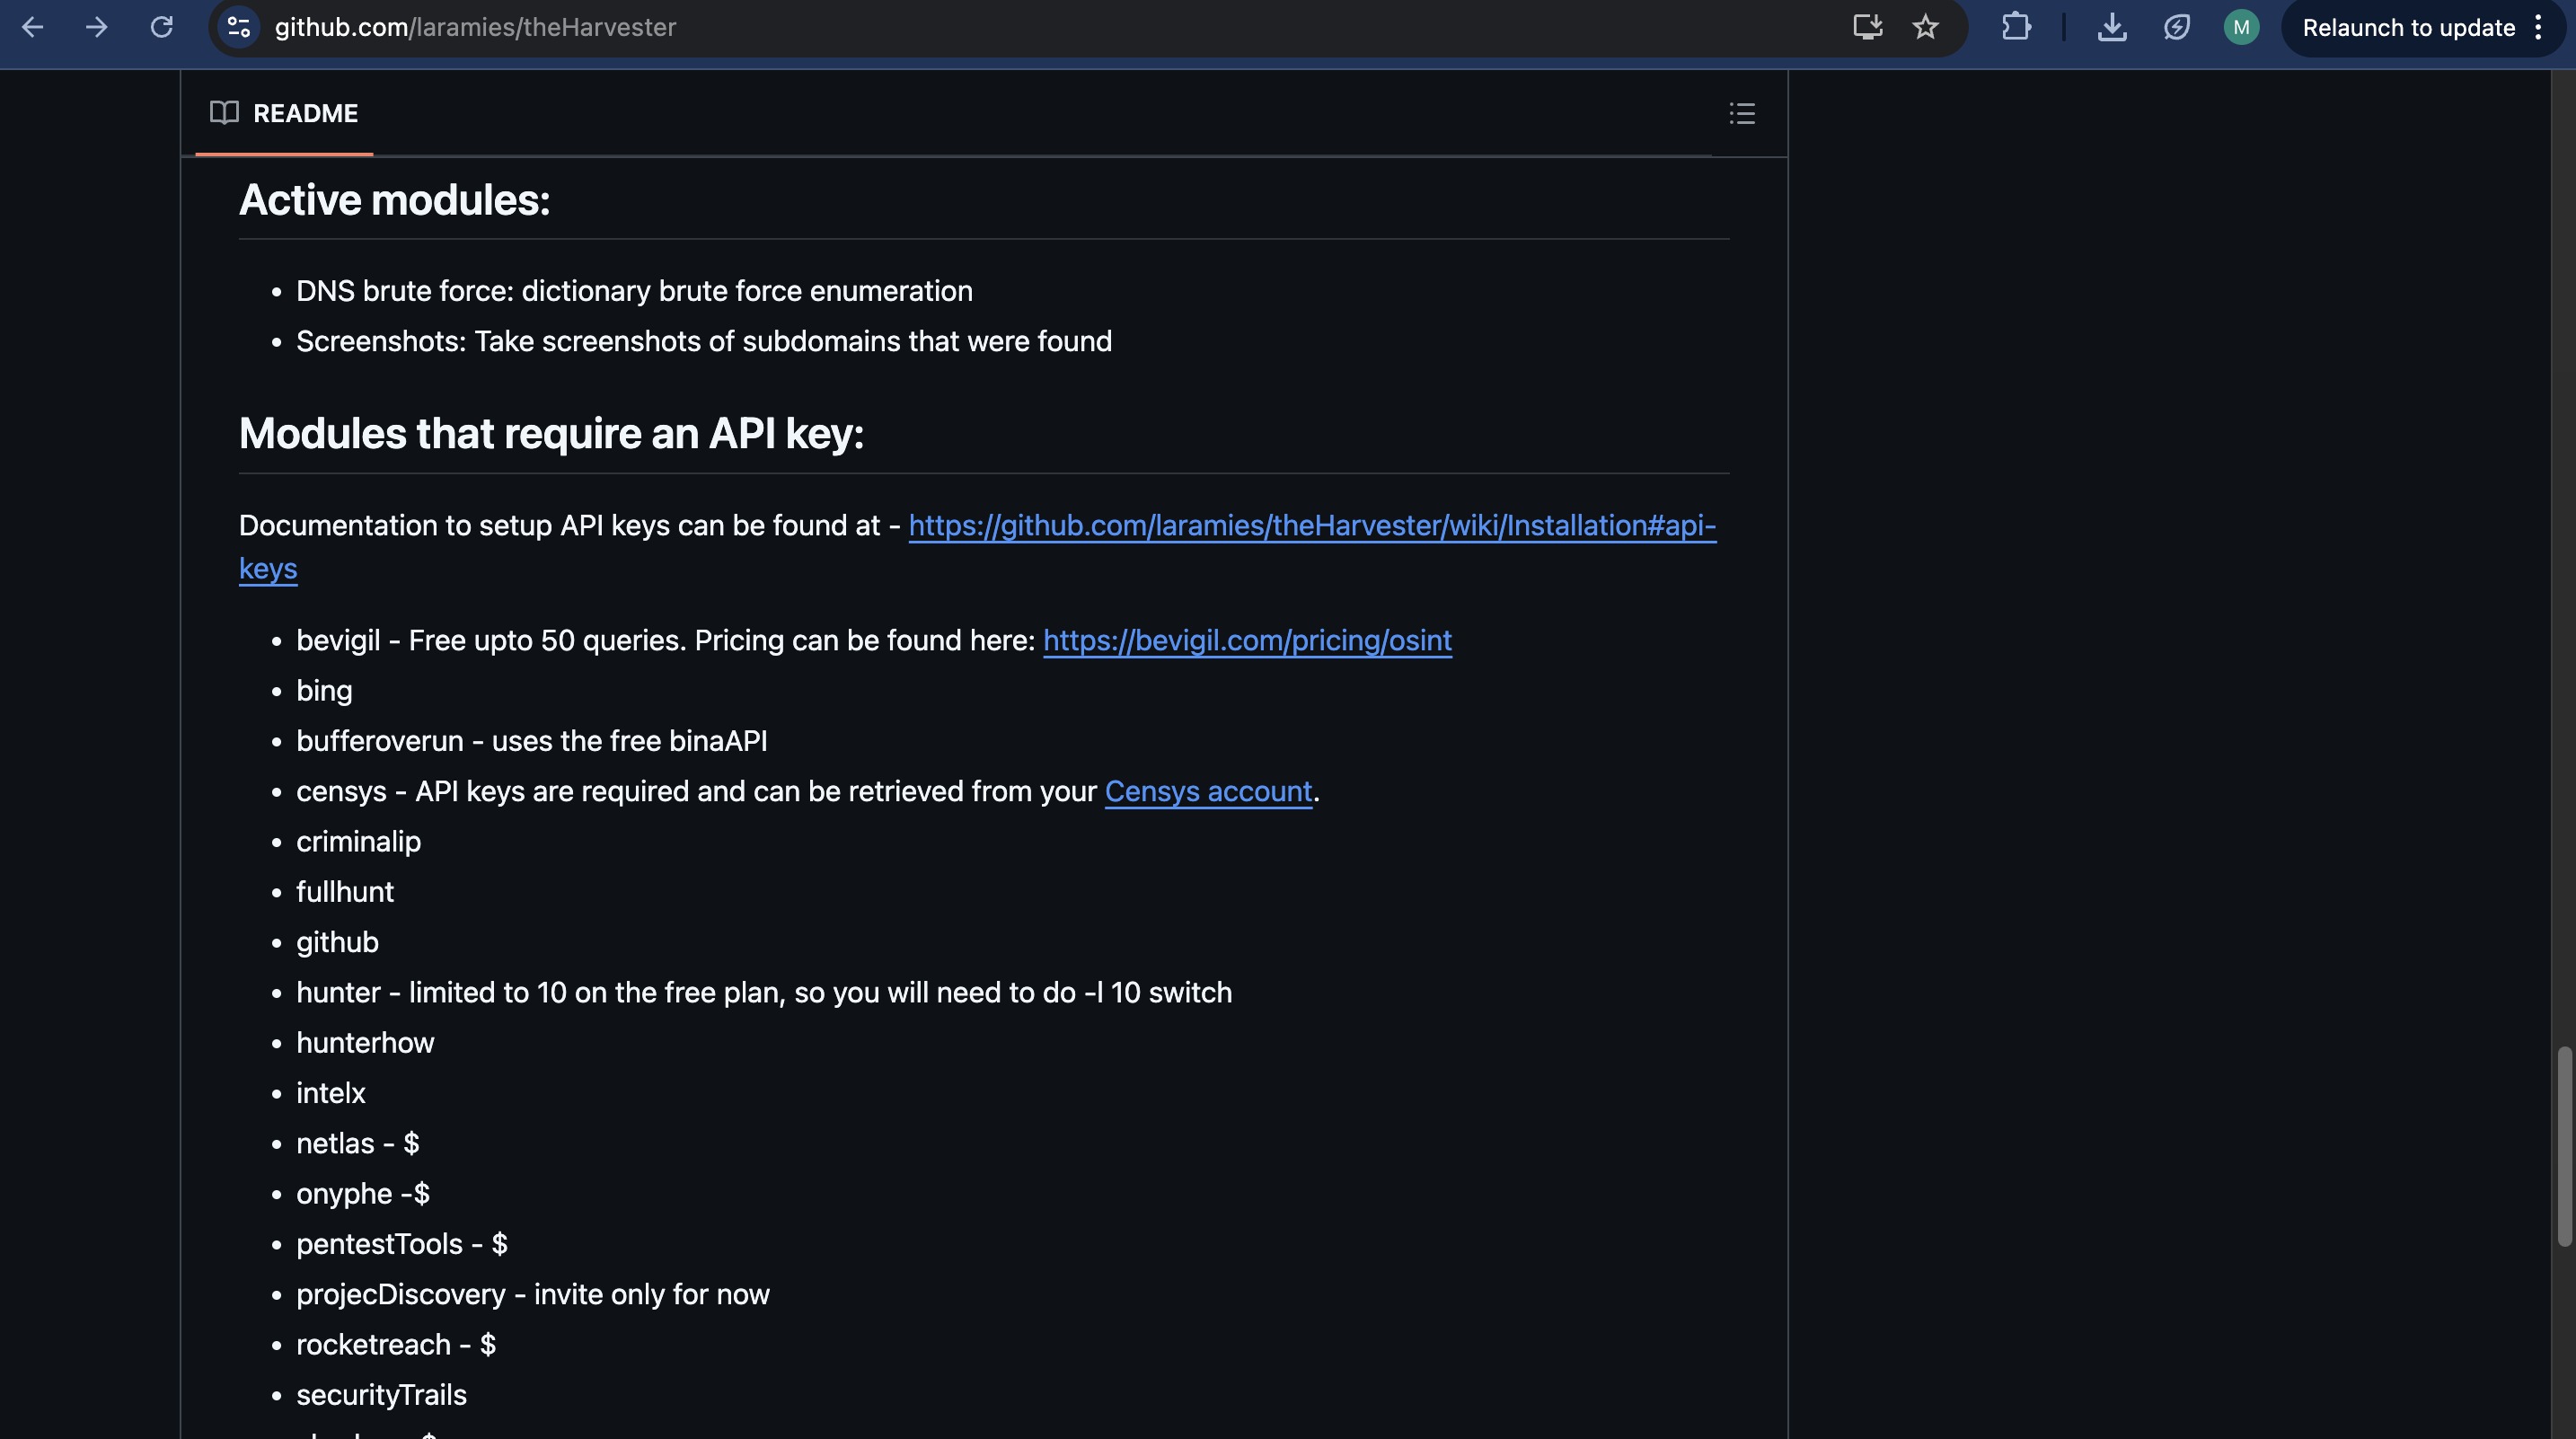 github.com/laramies/theHarvester
M
Relaunch to update
README
Active modules:
DNS brute force: dictionary brute force enumeration
Screenshots: Take screenshots of subdomains that were found
Modules that require an API key:
Documentation to setup API keys can be found at - https://github.com/laramies/theHarvester/wiki/Installation#api-
keys
bevigil - Free upto 50 queries. Pricing can be found here: https://bevigil.com/pricing/osint
bing
bufferoverun - uses the free binaAPI
censys - API keys are required and can be retrieved from your Censys account.
criminalip
fullhunt
github
hunter - limited to 10 on the free plan, so you will need to do -l 10 switch
hunterhow
intelx
netlas - $
onyphe -$
pentestTools - $
projecDiscovery - invite only for now
rocketreach - $
securityTrails